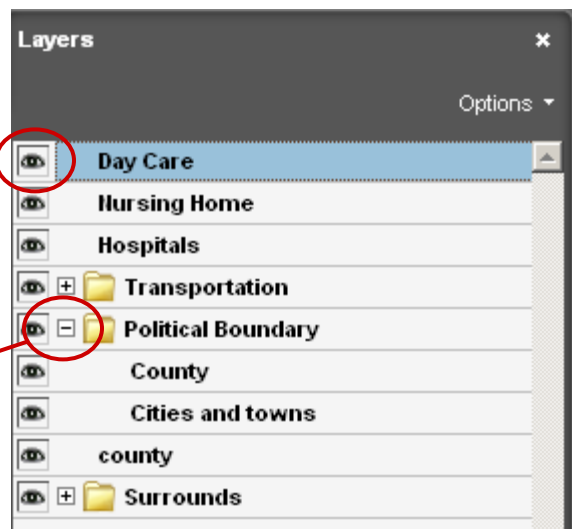 Layers
Options
Day Care
Nursing Home
Hospitals
Transportation
Political Boundary
County
Cities and towns
county
Surrounds